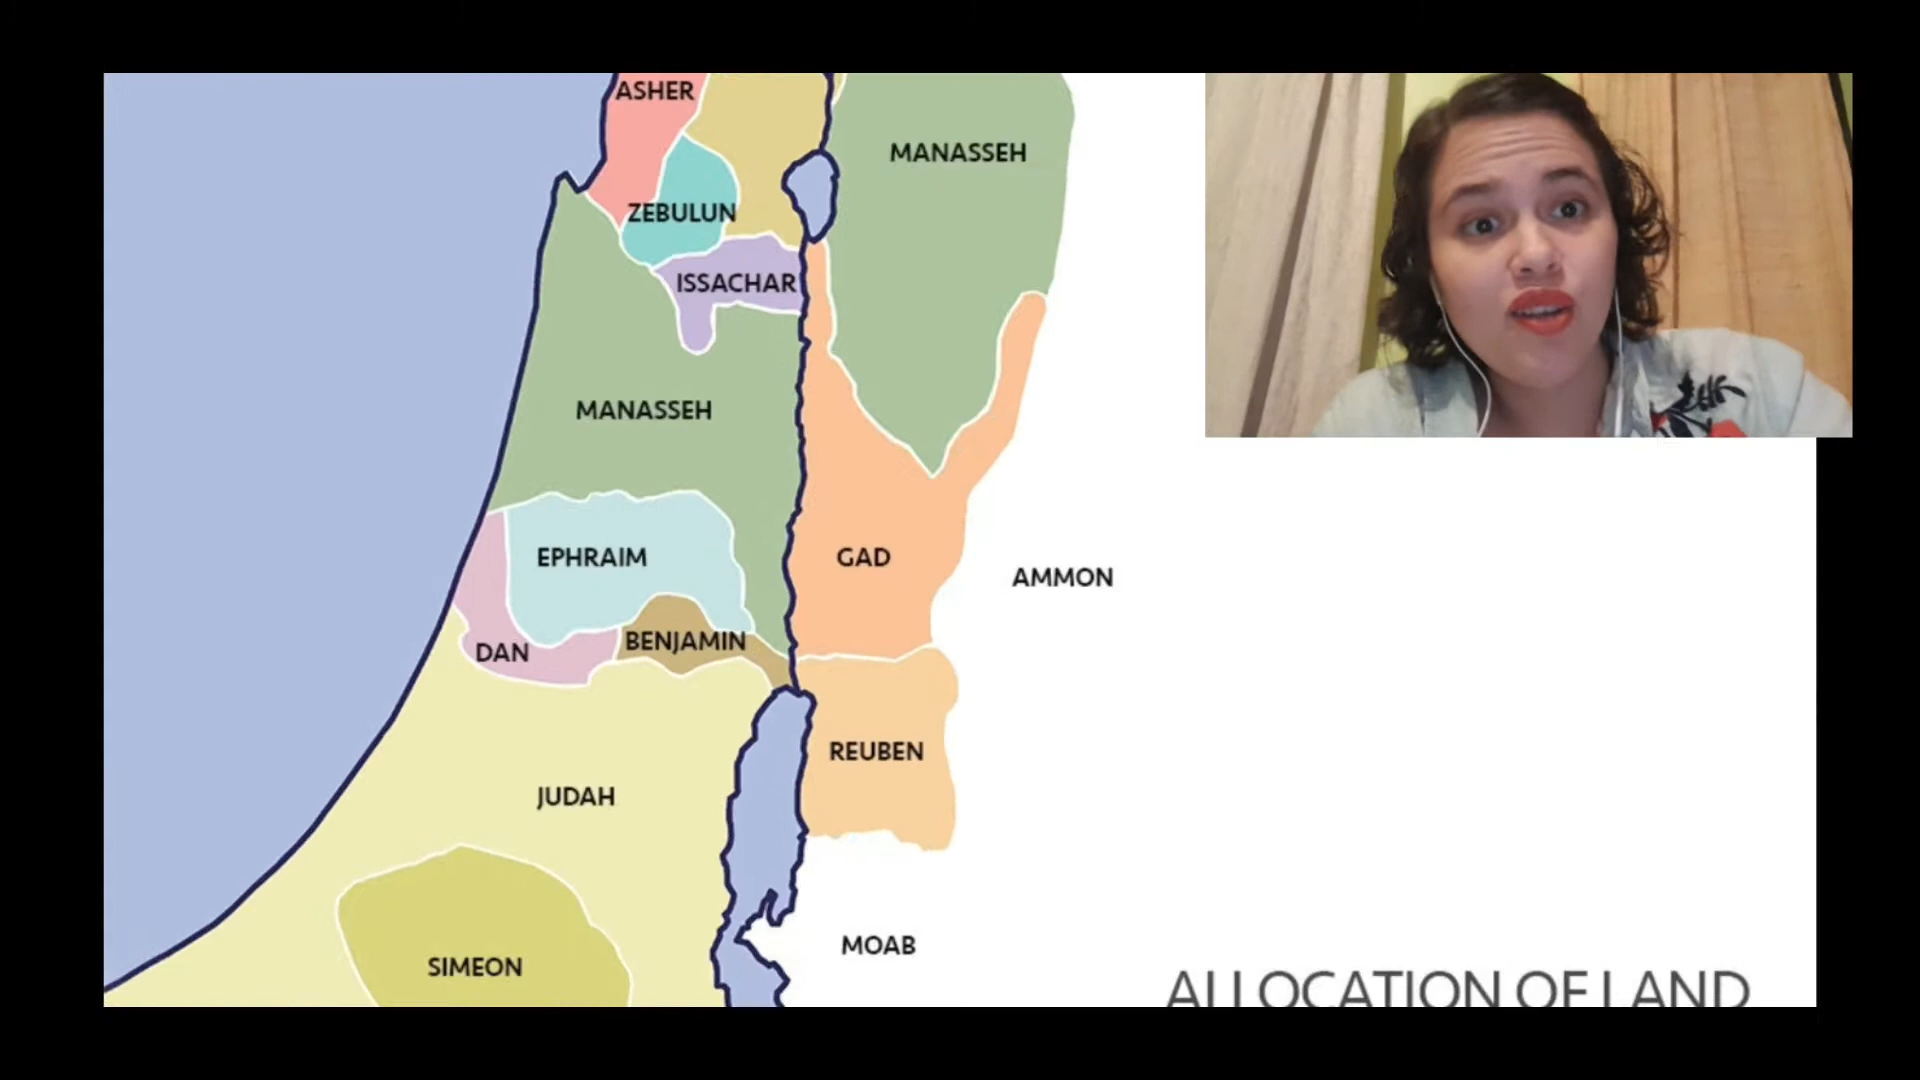 ASHER
MANASSEH
ZEBULUN
ISSACHAR
MANASSEH
EPHRAIM
GAD
AMMON
DAN
BENJAMIN
REUBEN
JUDAH
MOAB
SIMEON
ALLOCATION OF LAND